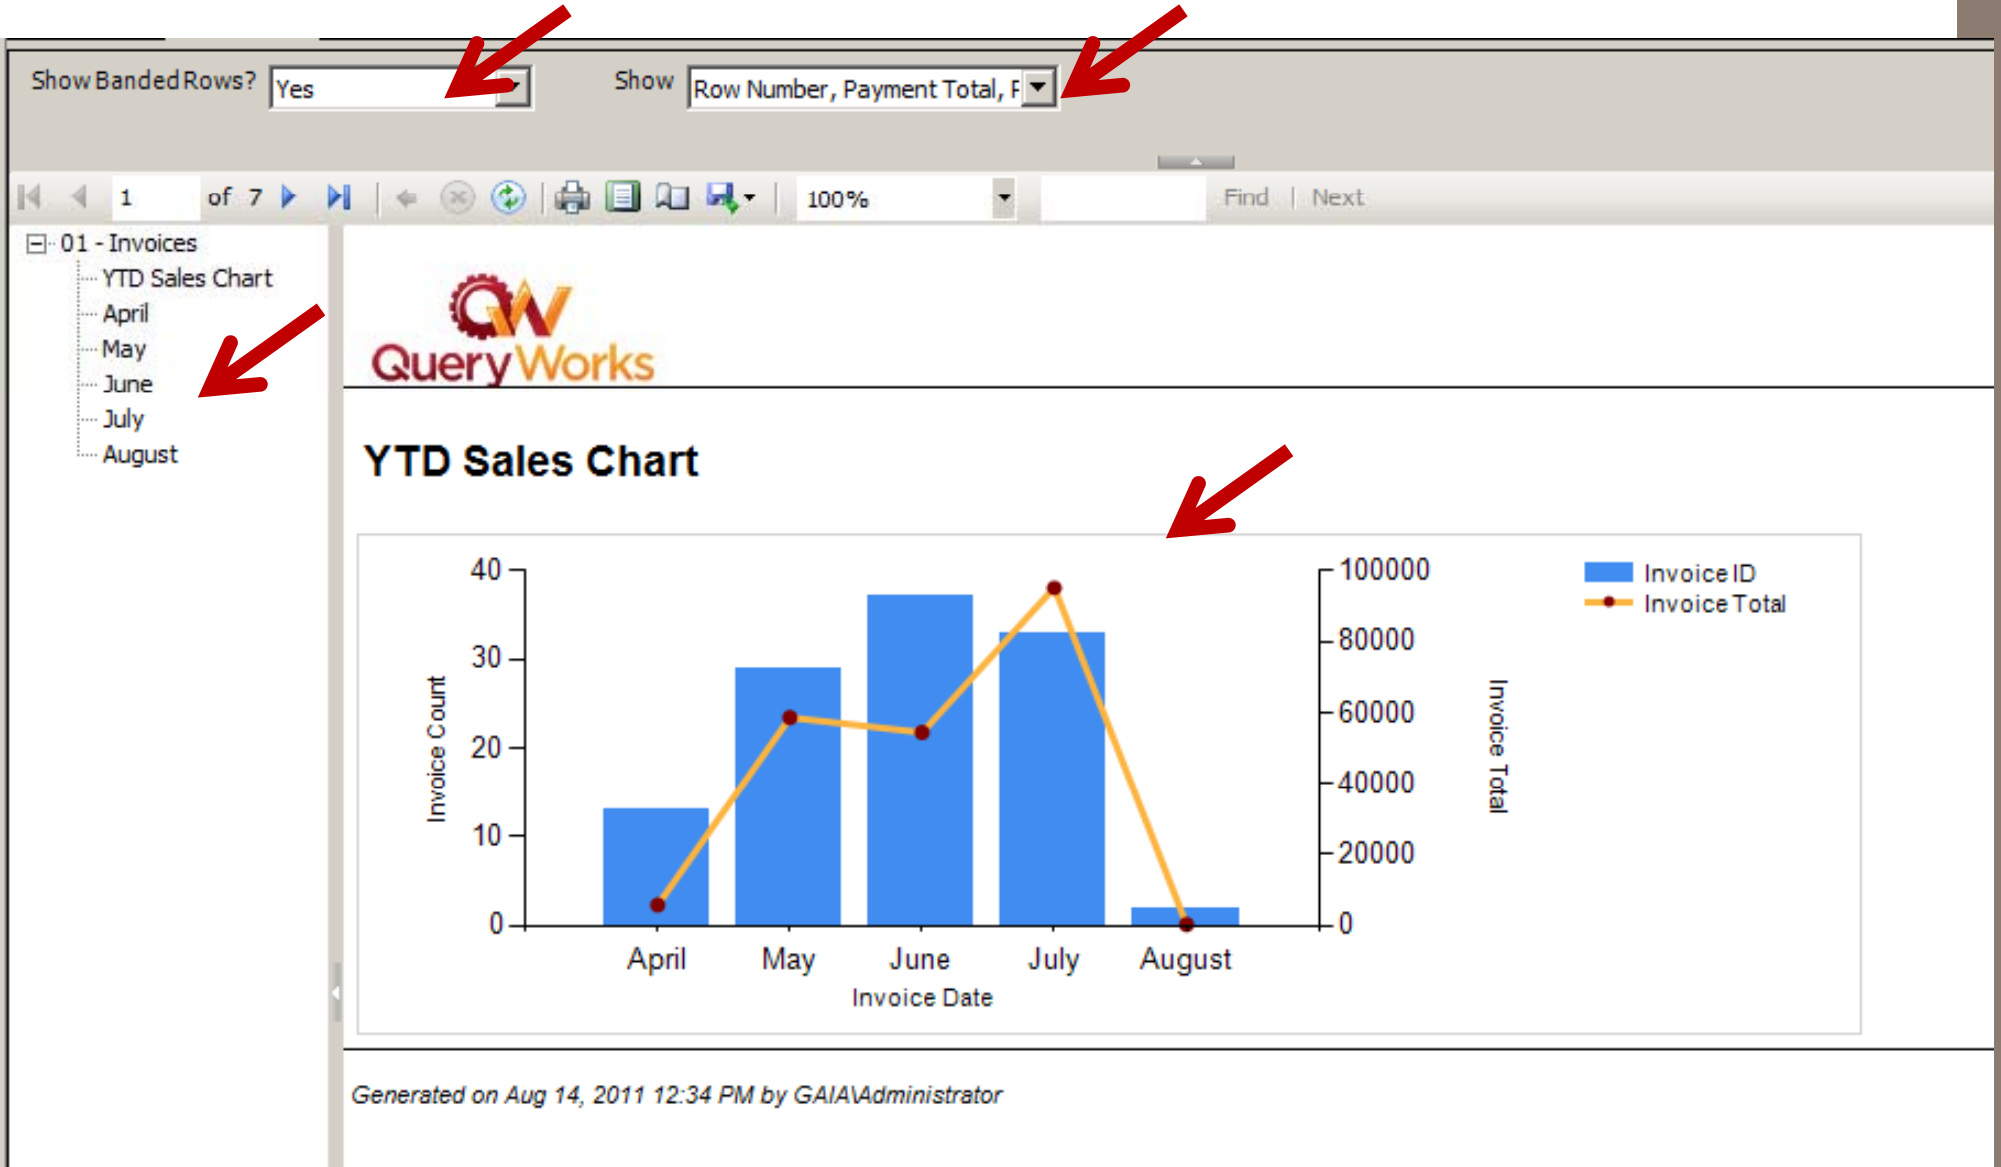 Show Banded Rows? Yes Show Row Number, Payment Total, F
1 of 7 100% Find | Next
01 - Invoices
YTD Sales Chart
April
May
June
July
August
QW
QueryWorks
YTD Sales Chart
40
30
20
10
0
Invoice Count
100000
80000
60000
40000
20000
0
Invoice Total
Invoice ID
Invoice Total
April May June July August
Invoice Date
Generated on Aug 14, 2011 12:34 PM by GAIA\Administrator